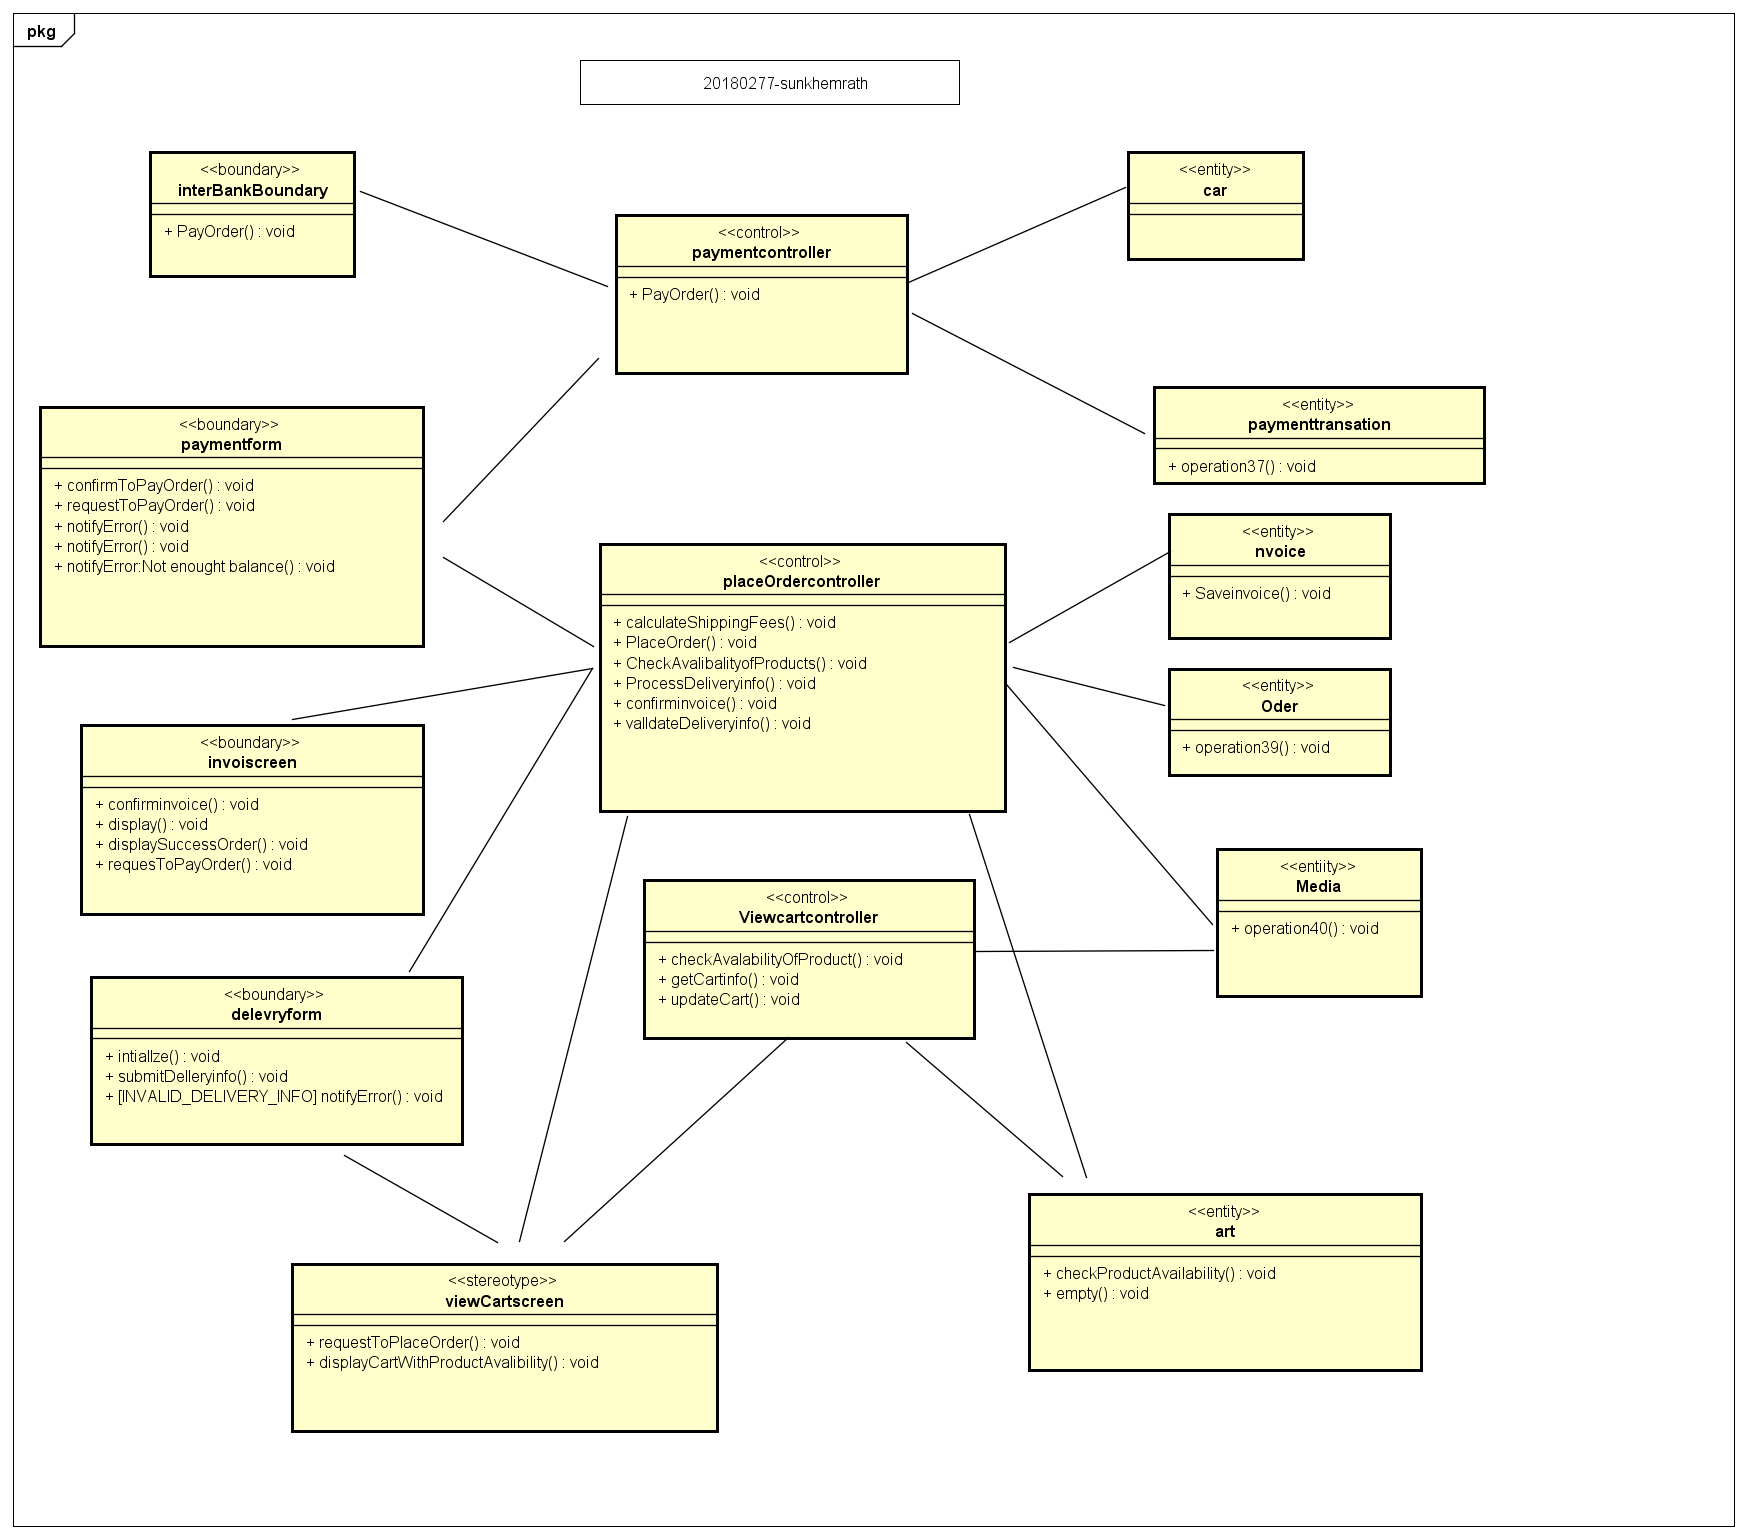 pkg
20180277-sunkhemrath
<<boundary>>
interBankBoundary
+ PayOrder() : void
<<control>>
paymentcontroller
+ PayOrder() : void
<<entity>>
car
<<boundary>>
paymentform
+ confirmToPayOrder() : void
+ requestToPayOrder() : void
+ notifyError() : void
+ notifyError() : void
+ notifyError:Not enought balance() : void
<<entity>>
paymenttransation
+ operation37() : void
<<control>>
placeOrdercontroller
+ calculateShippingFees() : void
+ PlaceOrder() : void
+ CheckAvalibalityofProducts() : void
+ ProcessDeliveryinfo() : void
+ confirminvoice() : void
+ valldateDeliveryinfo() : void
<<entity>>
nvoice
+ Saveinvoice() : void
<<entity>>
Oder
+ operation39() : void
<<boundary>>
invoiscreen
+ confirminvoice() : void
+ display() : void
+ displaySuccessOrder() : void
+ requesToPayOrder() : void
<<control>>
Viewcartcontroller
+ checkAvalabilityOfProduct() : void
+ getCartinfo() : void
+ updateCart() : void
<<entiity>>
Media
+ operation40() : void
<<boundary>>
delevryform
+ intiallze() : void
+ submitDelleryinfo() : void
+ [INVALID_DELIVERY_INFO] notifyError() : void
<<entity>>
art
+ checkProductAvailability() : void
+ empty() : void
<<stereotype>>
viewCartscreen
+ requestToPlaceOrder() : void
+ displayCartWithProductAvalibility() : void